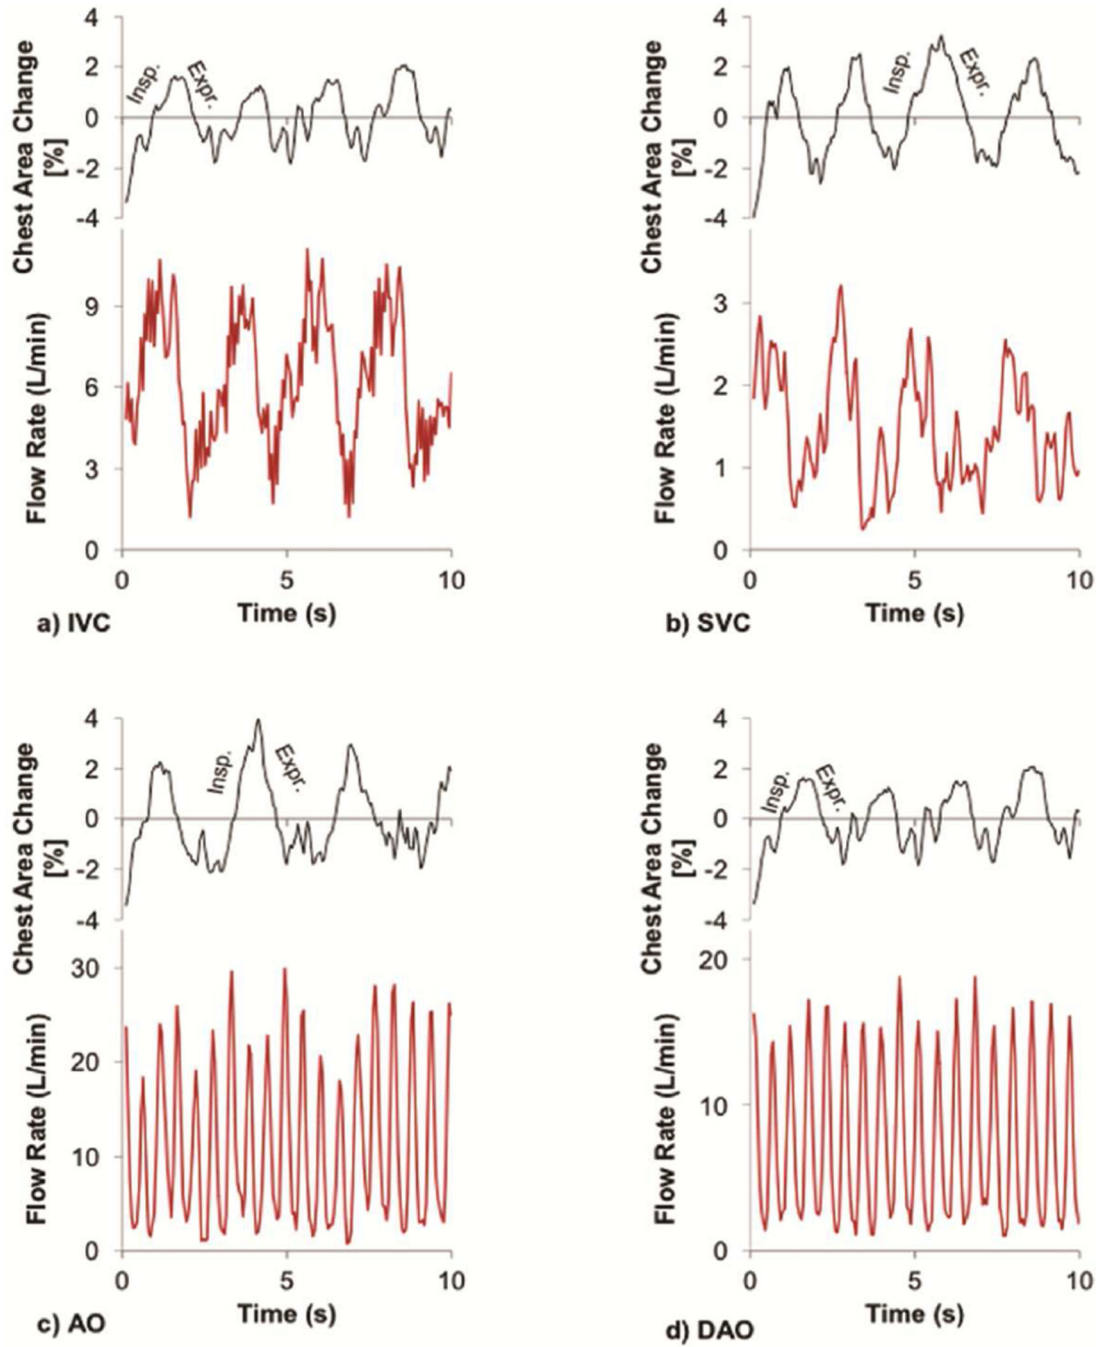 4
2
0
-2
-4
Chest Area Change
[%]
Insp.
Expr.
9
6
3
0
Flow Rate (L/min)
0
5
10
Time (s)
a) IVC
4
2
0
-2
-4
Chest Area Change
[%]
Insp.
Expr.
3
2
1
0
Flow Rate (L/min)
0
5
10
Time (s)
b) SVC
4
2
0
-2
-4
Chest Area Change
[%]
Insp.
Expr.
30
20
10
0
Flow Rate (L/min)
0
5
10
Time (s)
c) AO
4
2
0
-2
-4
Chest Area Change
[%]
Insp.
Expr.
20
10
0
Flow Rate (L/min)
0
5
10
Time (s)
d) DAO